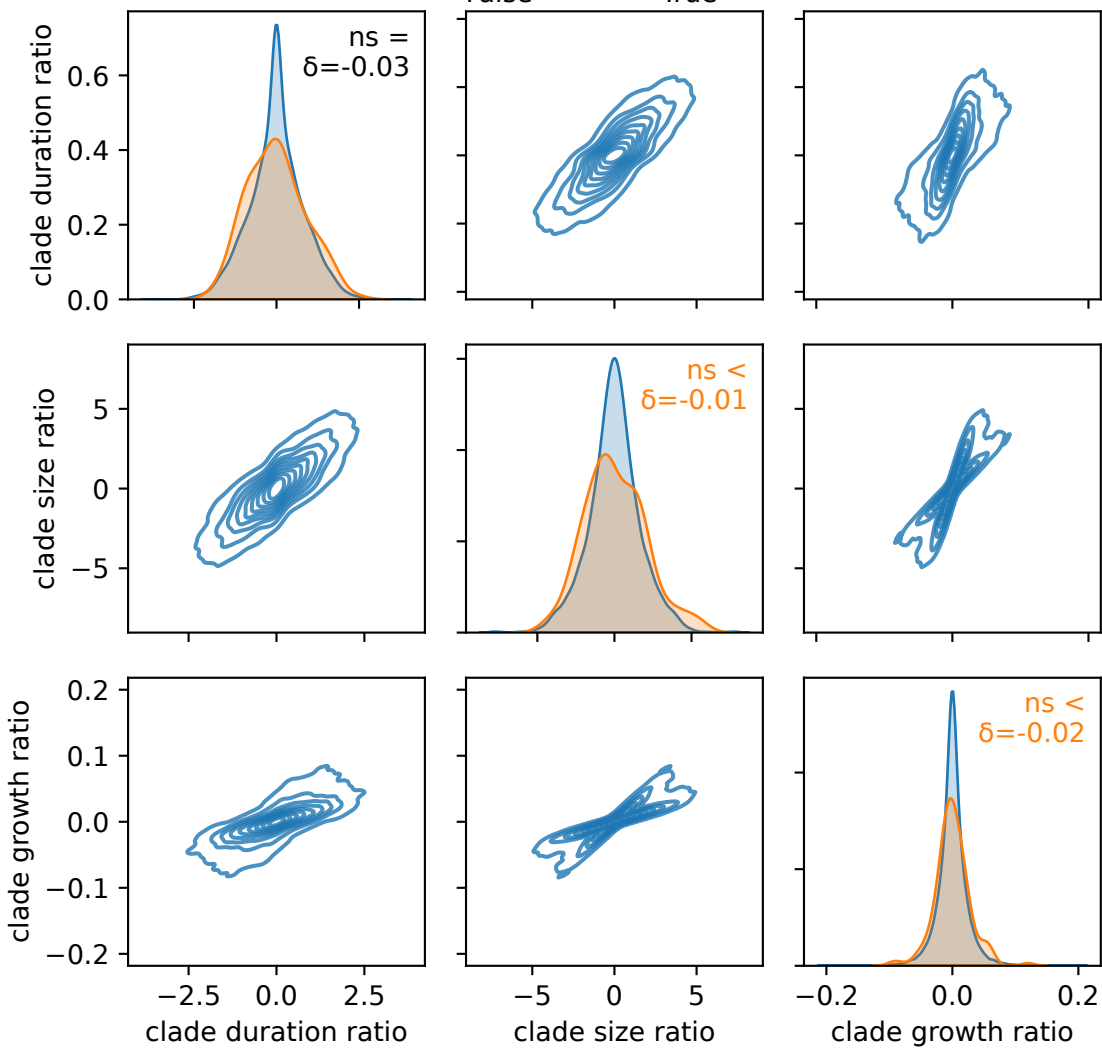 clade duration ratio
0.6
0.4
0.2
0.0
ns =
δ=-0.03
clade size ratio
5
0
−5
ns <
δ=-0.01
clade growth ratio
0.2
0.1
0.0
−0.1
−0.2
ns <
δ=-0.02
−2.5 0.0 2.5
−5 0 5
−0.2 0.0 0.2
clade duration ratio
clade size ratio
clade growth ratio